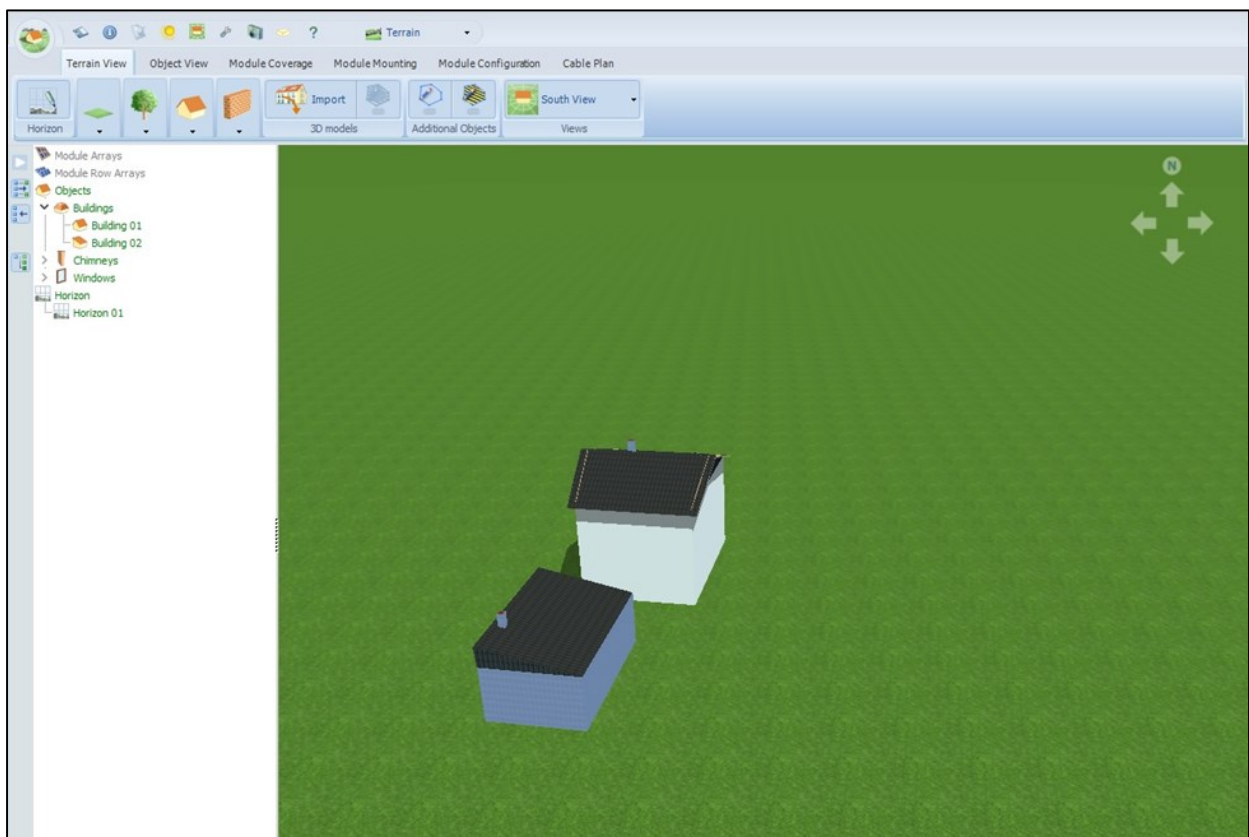 ? Terrain
Terrain View Object View Module Coverage Module Mounting Module Configuration Cable Plan
Import South View
Horizon 3D models Additional Objects Views
Module Arrays
Module Row Arrays
Objects
Buildings
Building 01
Building 02
Chimneys
Windows
Horizon
Horizon 01
N